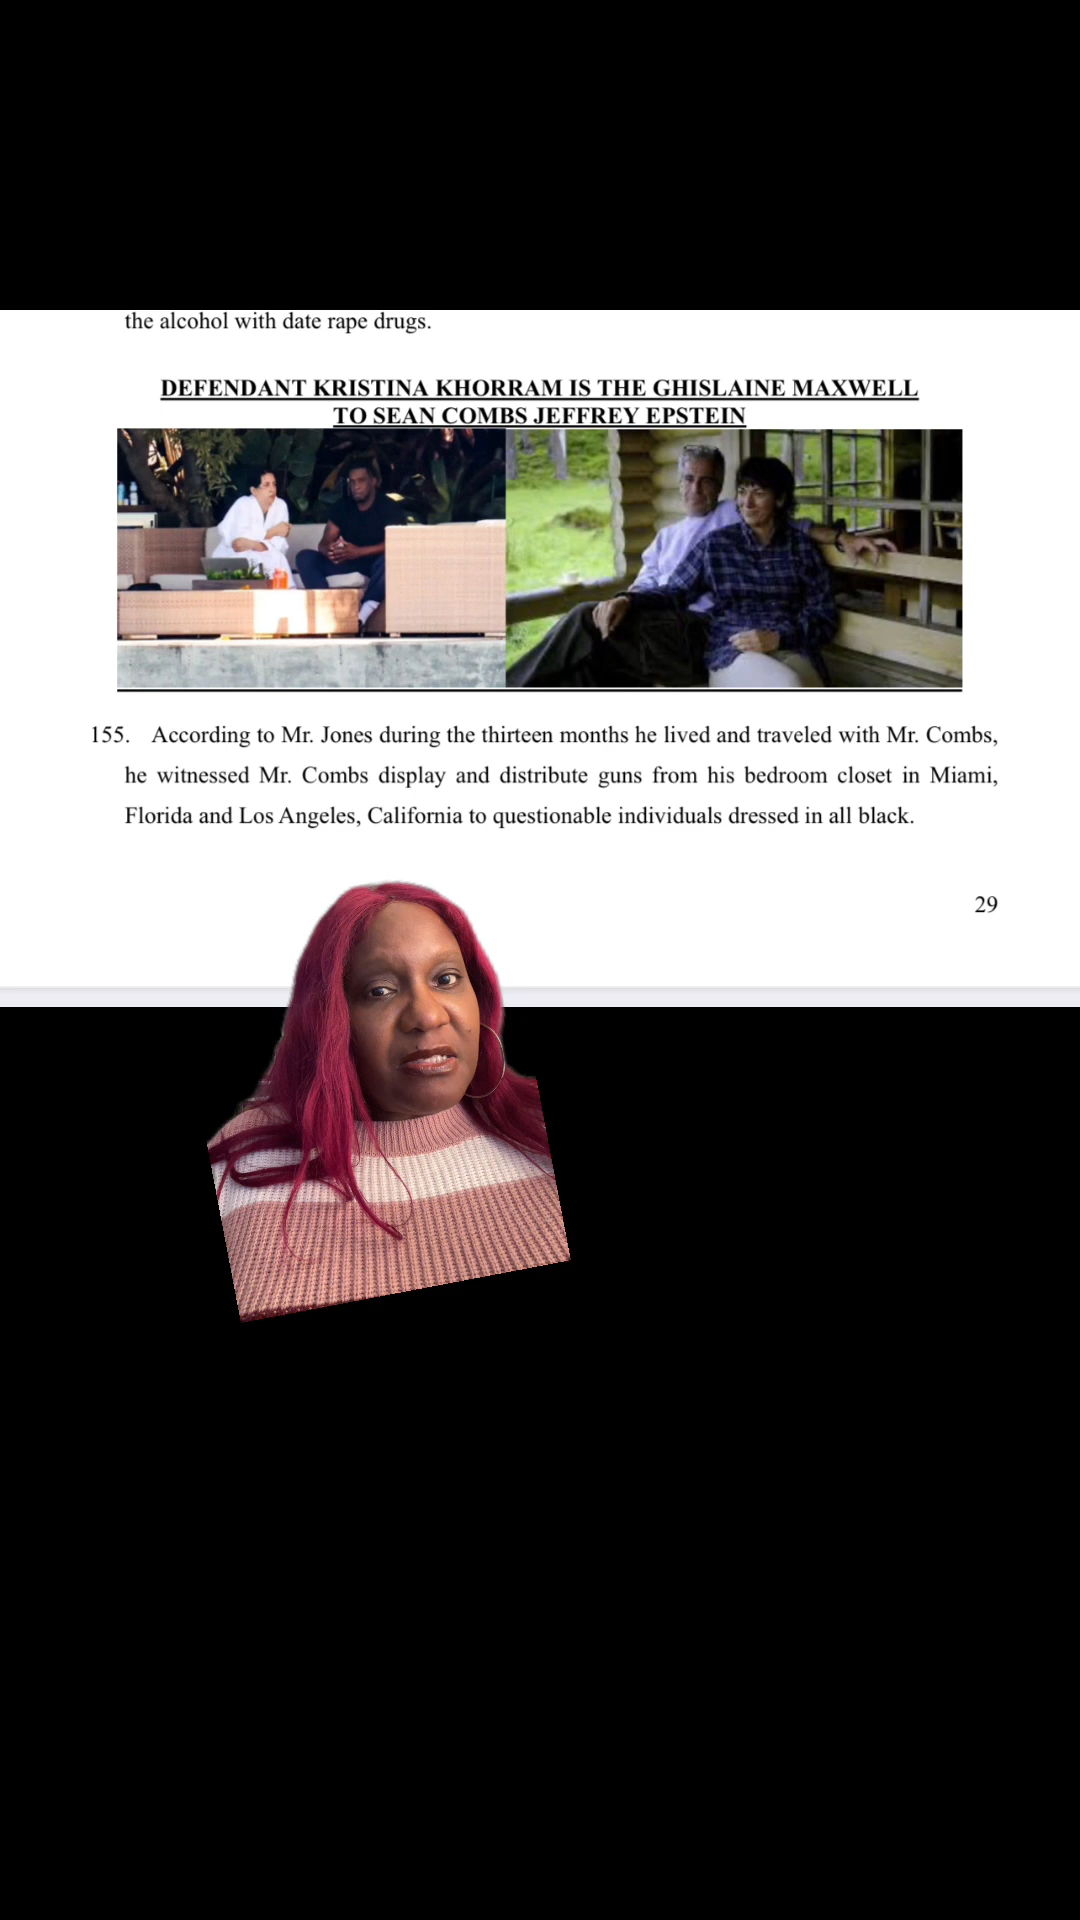 the alcohol with date rape drugs.
DEFENDANT KRISTINA KHORRAM IS THE GHISLAINE MAXWELL
TO SEAN COMBS JEFFREY EPSTEIN
155. According to Mr. Jones during the thirteen months he lived and traveled with Mr. Combs,
he witnessed Mr. Combs display and distribute guns from his bedroom closet in Miami,
Florida and Los Angeles, California to questionable individuals dressed in all black.
29